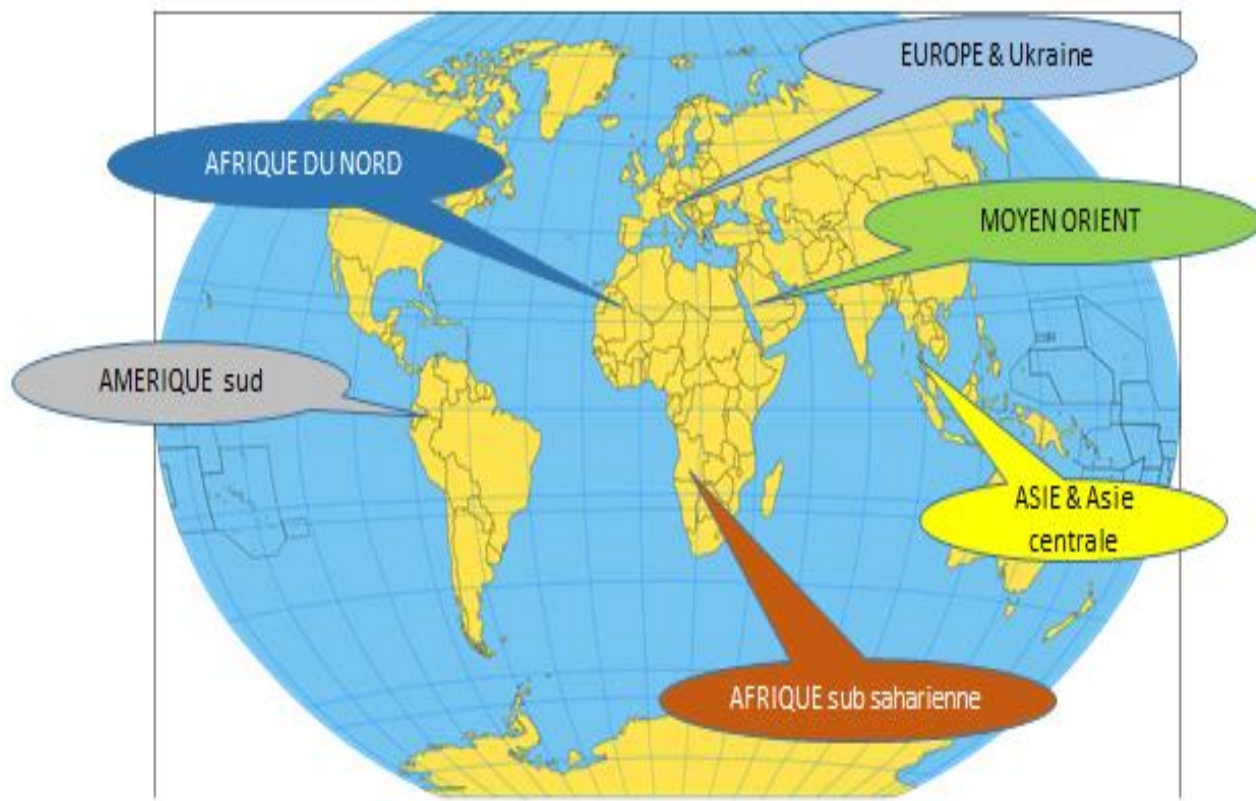 EUROPE & Ukraine
AFRIQUE DU NORD
MOYEN ORIENT
AMERIQUE sud
ASIE & Asie
centrale
AFRIQUE sub saharienne